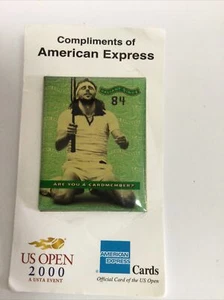 Compliments of
American Express
84
ARE YOU A CARDMEMBER?
US OPEN
2000
A USTA EVENT
AMERICAN
EXPRESS
Cards
Official Card of the US Open